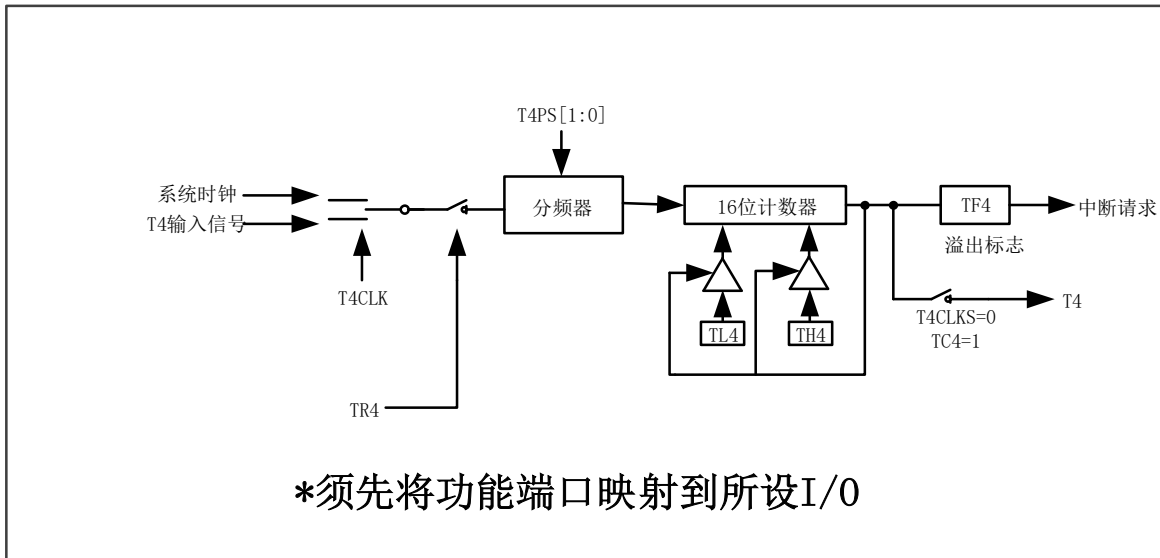 T4PS[1:0]
系统时钟
T4输入信号
分频器
16位计数器
TF4
中断请求
溢出标志
T4CLK
TL4
TH4
T4
T4CLKS=0
TC4=1
TR4
*须先将功能端口映射到所设I/O